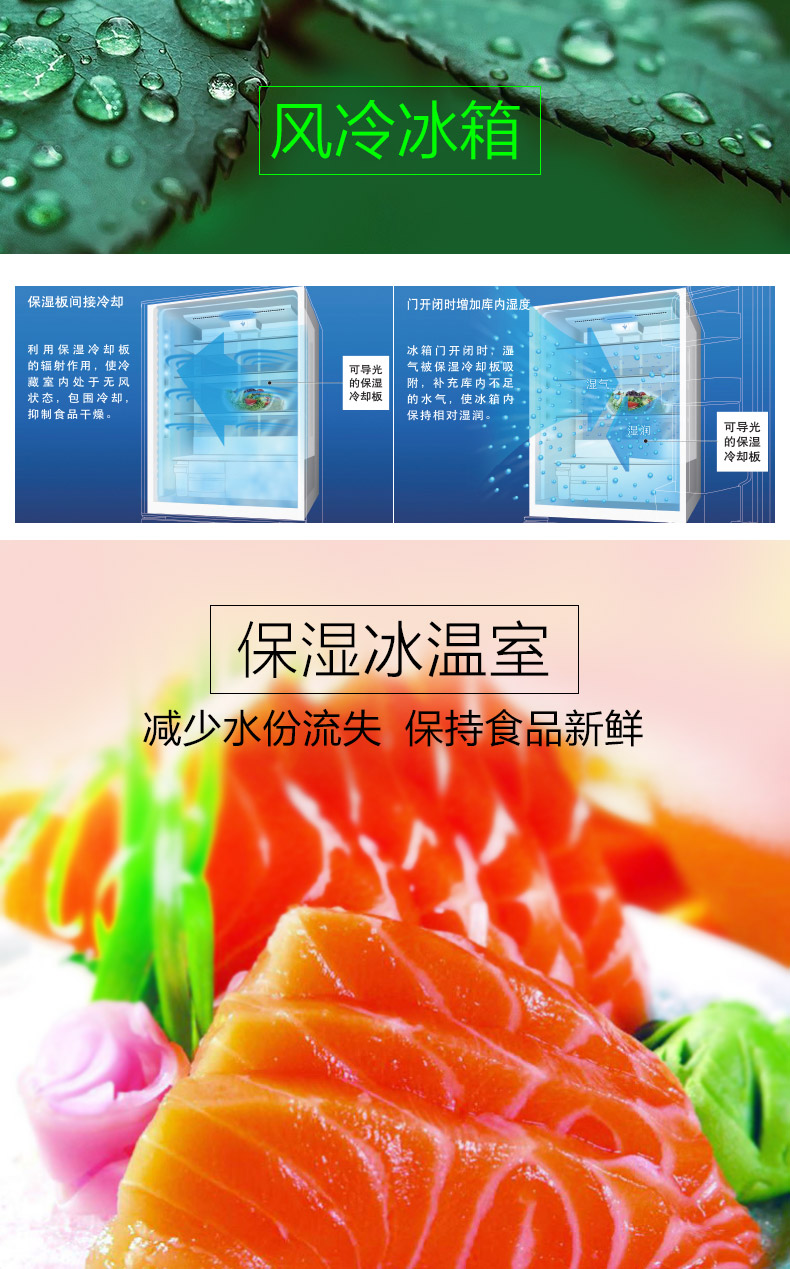 风冷冰箱
保湿板间接冷却
利用保湿冷却板
的辐射作用，使冷
藏室内处于无风
状态，包围冷却，
抑制食品干燥。
可导光
的保湿
冷却板
门开闭时增加库内湿度
冰箱门开闭时，湿
气被保湿冷却板吸
附，补充库内不足
的水气，使冰箱内
保持相对湿润。
湿气
湿润
可导光
的保湿
冷却板
保湿冰温室
减少水份流失 保持食品新鲜